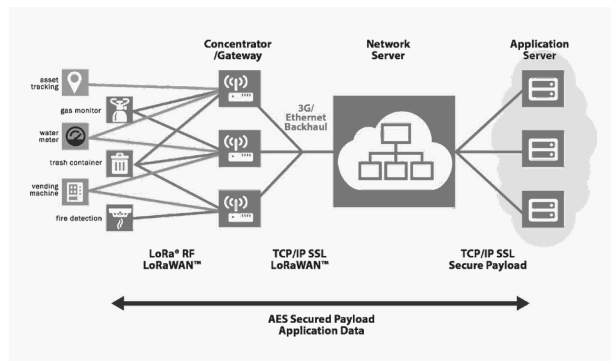 Concentrator
/Gateway
Network
Server
Application
Server
asset
tracking
gas monitor
water
meter
trash container
vending
machine
fire detection
3G/
Ethernet
Backhaul
LoRa® RF
LoRaWAN™
TCP/IP SSL
LoRaWAN™
TCP/IP SSL
Secure Payload
AES Secured Payload
Application Data